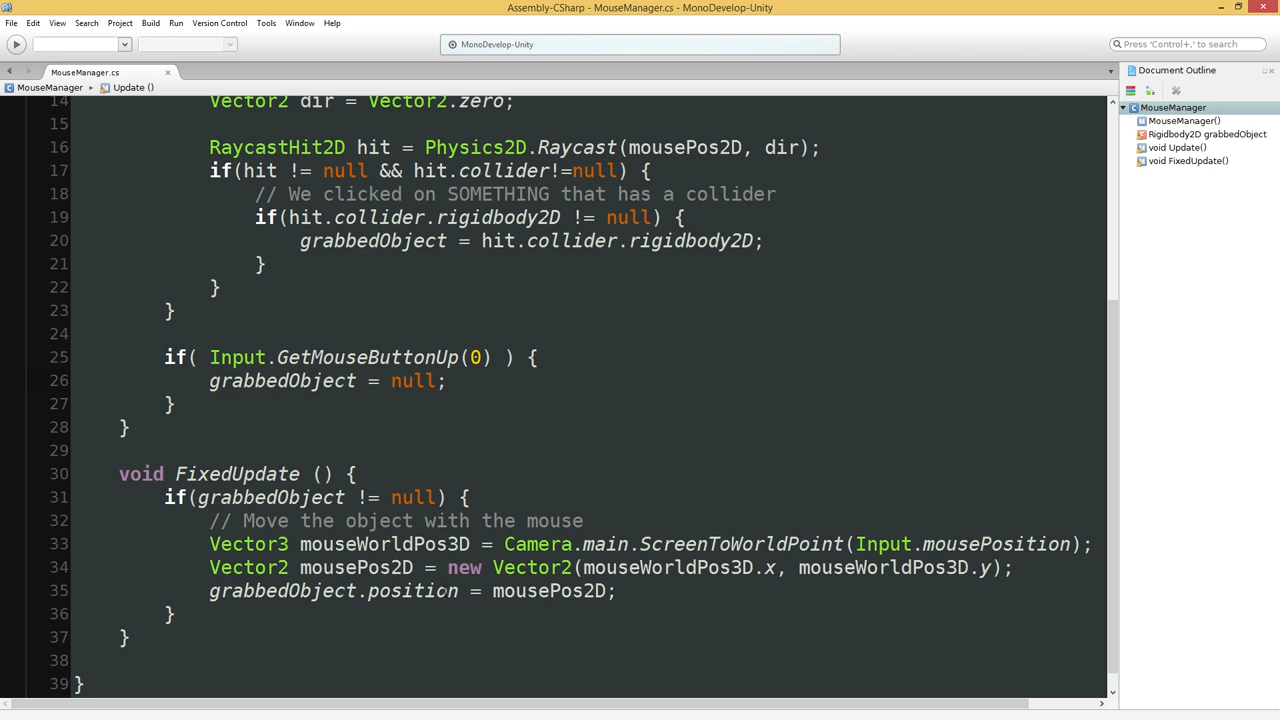 Assembly-CSharp - MouseManager.cs - MonoDevelop-Unity
File Edit View Search Project Build Run Version Control Tools Window Help
MonoDevelop-Unity
Press 'Control+,' to search
MouseManager.cs
MouseManager ▸ Update ()
14 Vector2 dir = Vector2.zero;
15
16 RaycastHit2D hit = Physics2D.Raycast(mousePos2D, dir);
17 if(hit != null && hit.collider!=null) {
18 // We clicked on SOMETHING that has a collider
19 if(hit.collider.rigidbody2D != null) {
20 grabbedObject = hit.collider.rigidbody2D;
21 }
22 }
23 }
24
25 if( Input.GetMouseButtonUp(0) ) {
26 grabbedObject = null;
27 }
28 }
29
30 void FixedUpdate () {
31 if(grabbedObject != null) {
32 // Move the object with the mouse
33 Vector3 mouseWorldPos3D = Camera.main.ScreenToWorldPoint(Input.mousePosition);
34 Vector2 mousePos2D = new Vector2(mouseWorldPos3D.x, mouseWorldPos3D.y);
35 grabbedObject.position = mousePos2D;
36 }
37 }
38
39 }
Document Outline
MouseManager
MouseManager()
Rigidbody2D grabbedObject
void Update()
void FixedUpdate()